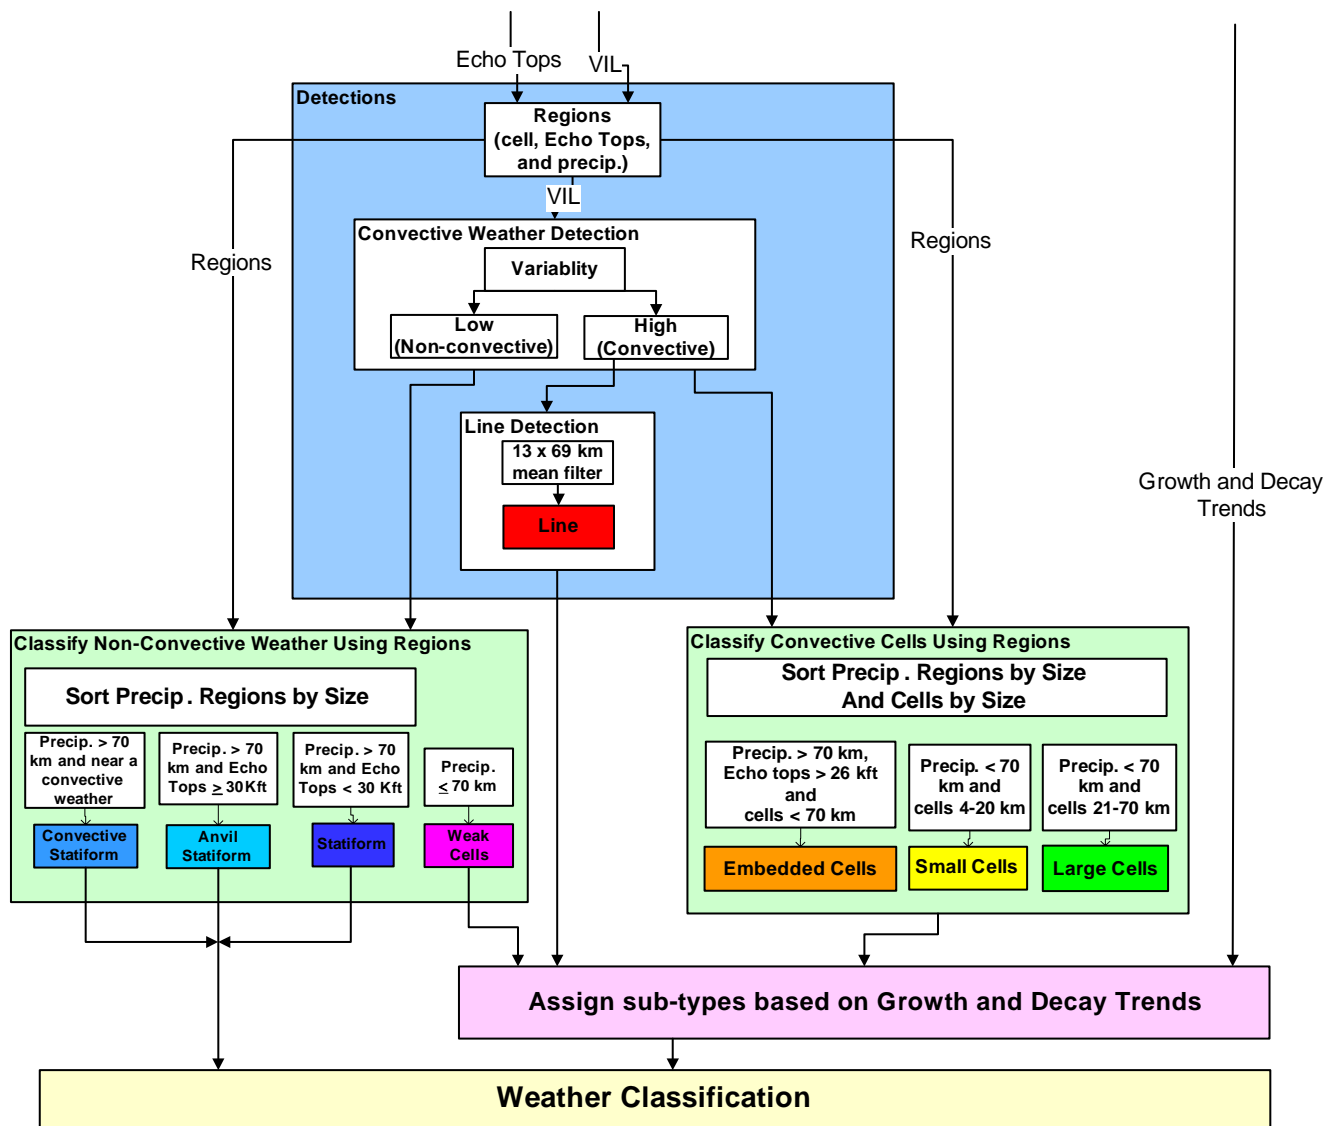 Echo Tops
VIL
Detections
Regions
(cell, Echo Tops,
and precip.)
VIL
Convective Weather Detection
Variablity
Low
(Non-convective)
High
(Convective)
Regions
Regions
Line Detection
13 x 69 km
mean filter
Line
Growth and Decay
Trends
Classify Non-Convective Weather Using Regions
Sort Precip. Regions by Size
Precip. > 70
km and near a
convective
weather
Precip. > 70
km and Echo
Tops ≥ 30Kft
Precip. > 70
km and Echo
Tops < 30 Kft
Precip.
≤ 70 km
Convective
Statiform
Anvil
Statiform
Statiform
Weak
Cells
Classify Convective Cells Using Regions
Sort Precip. Regions by Size
And Cells by Size
Precip. > 70 km,
Echo tops > 26 kft
and
cells < 70 km
Precip. < 70
km and
cells 4-20 km
Precip. < 70
km and
cells 21-70 km
Embedded Cells
Small Cells
Large Cells
Assign sub-types based on Growth and Decay Trends
Weather Classification